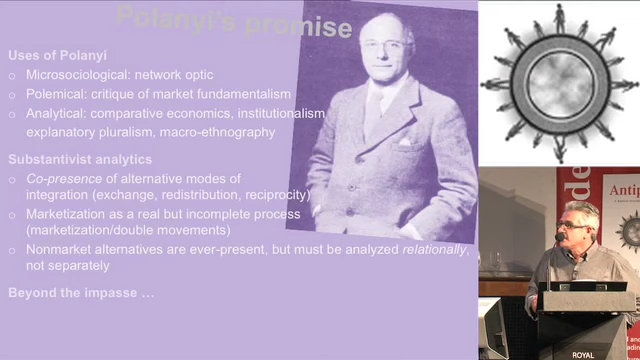 Polanyi's promise
Uses of Polanyi
o Microsociological: network optic
o Polemical: critique of market fundamentalism
o Analytical: comparative economics, institutionalism
explanatory pluralism, macro-ethnography
Substantivist analytics
o Co-presence of alternative modes of
integration (exchange, redistribution, reciprocity)
o Marketization as a real but incomplete process
(marketization/double movements)
o Nonmarket alternatives are ever-present, but must be analyzed relationally,
not separately
Beyond the impasse …
Antip
ROYAL